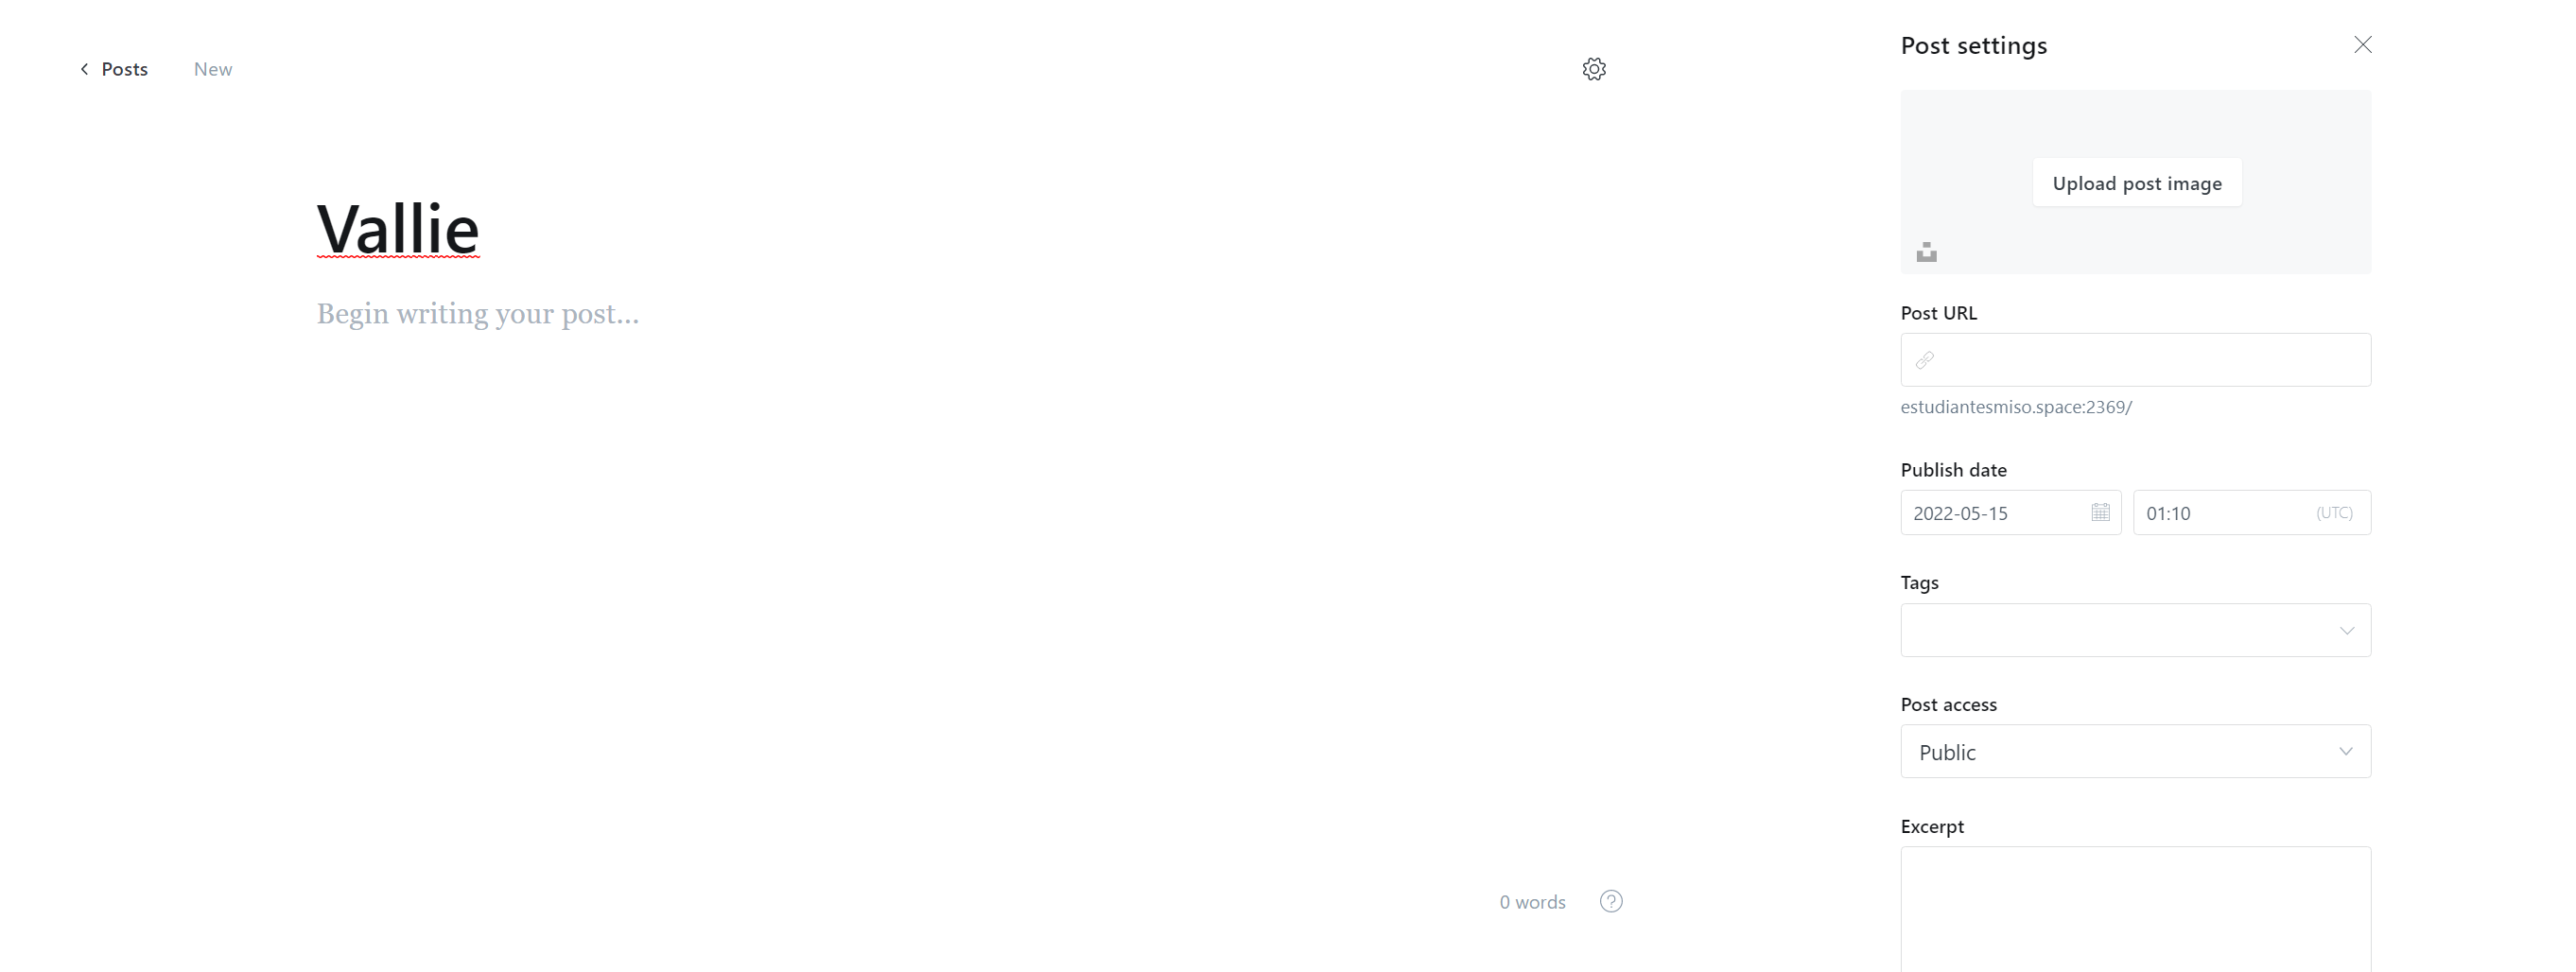 Posts
New
Vallie
Begin writing your post...
0 words
?
Post settings
Upload post image
Post URL
estudiantesmiso.space:2369/
Publish date
2022-05-15
01:10
(UTC)
Tags
Post access
Public
Excerpt